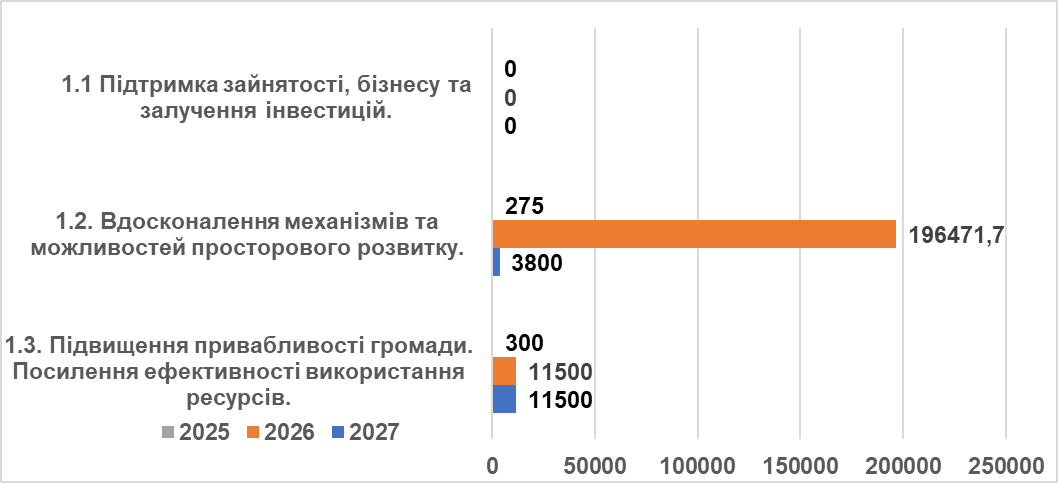 1.1 Підтримка зайнятості, бізнесу та
залучення інвестицій.
0
0
0
1.2. Вдосконалення механізмів та
можливостей просторового розвитку.
275
196471,7
3800
1.3. Підвищення привабливості громади.
Посилення ефективності використання
ресурсів.
300
11500
11500
2025 2026 2027
0 50000 100000 150000 200000 250000